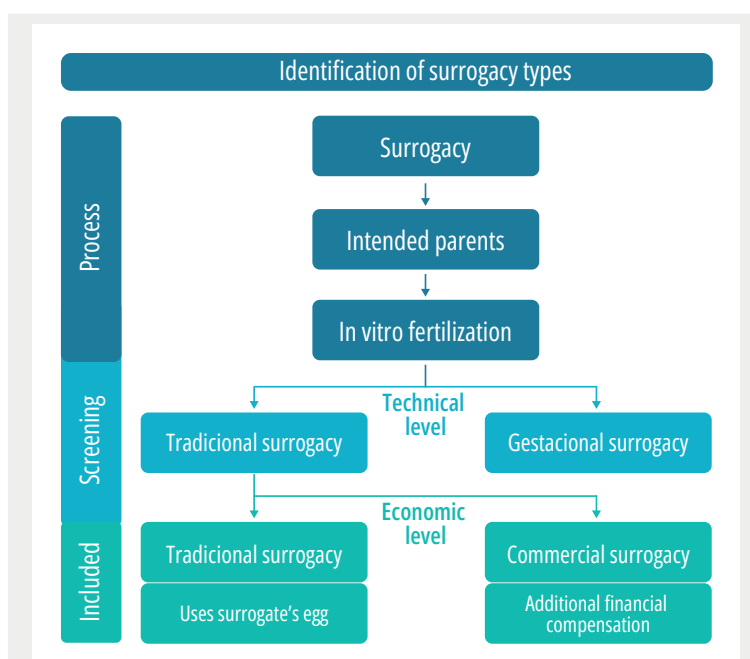 Identification of surrogacy types
Process
Surrogacy
Intended parents
In vitro fertilization
Screening
Technical
level
Tradicional surrogacy
Gestacional surrogacy
Economic
level
Included
Tradicional surrogacy
Commercial surrogacy
Uses surrogate's egg
Additional financial
compensation